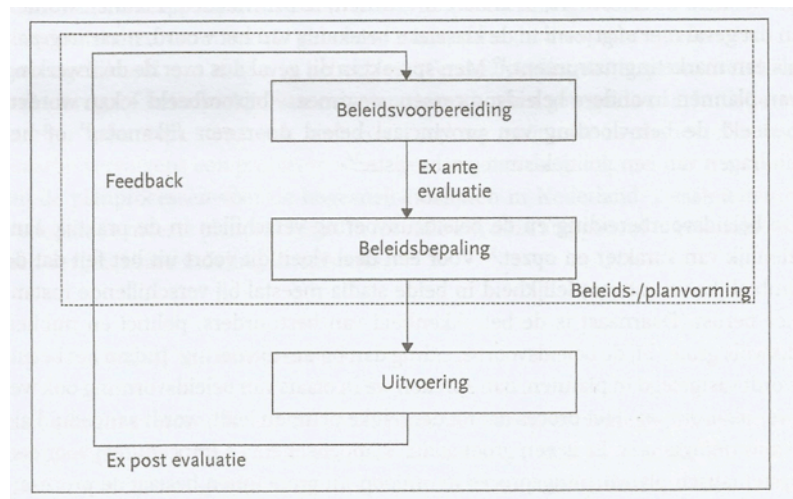 Beleidsvoorbereiding
Ex ante
evaluatie
Feedback
Beleidsbepaling
Beleids-/planvorming
Uitvoering
Ex post evaluatie